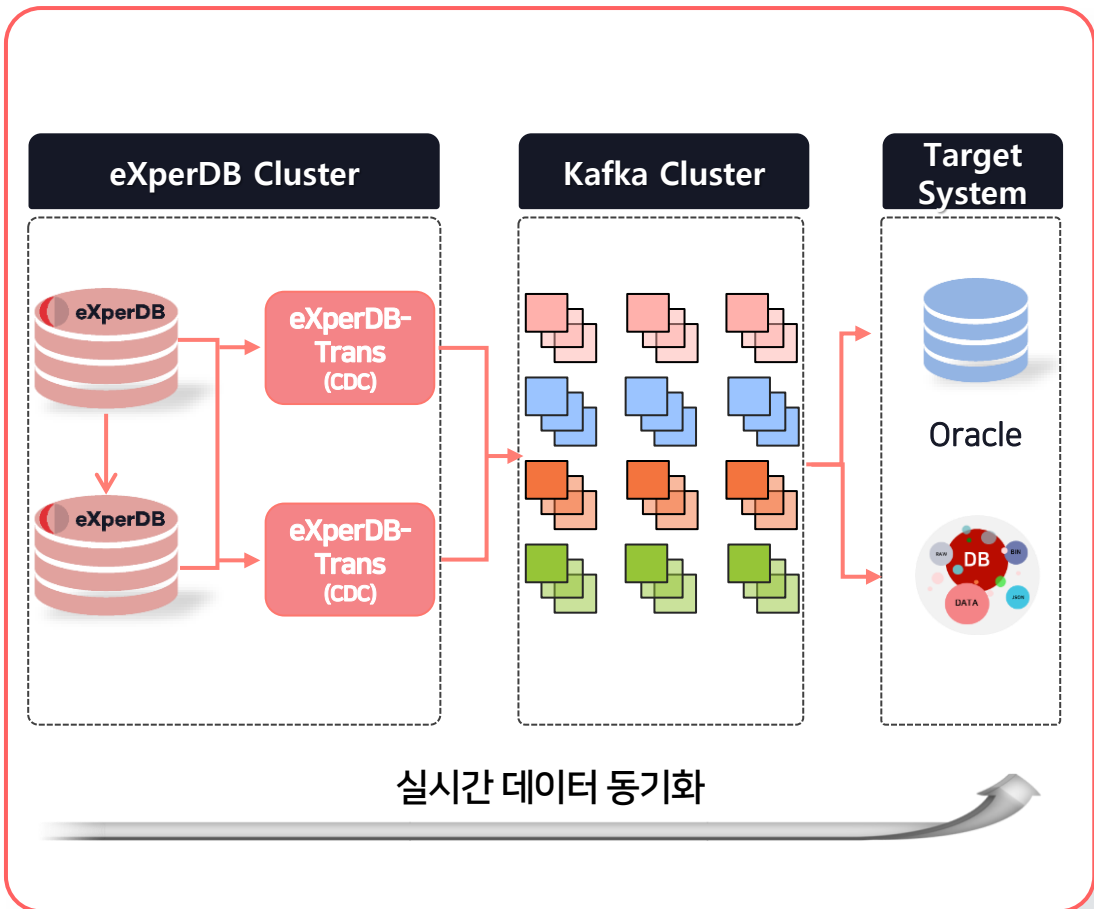 eXperDB Cluster
Kafka Cluster
Target
System
eXperDB
eXperDB-
Trans
(CDC)
eXperDB
eXperDB-
Trans
(CDC)
Oracle
RAW
DB
BIN
DATA
JSON
실시간 데이터 동기화